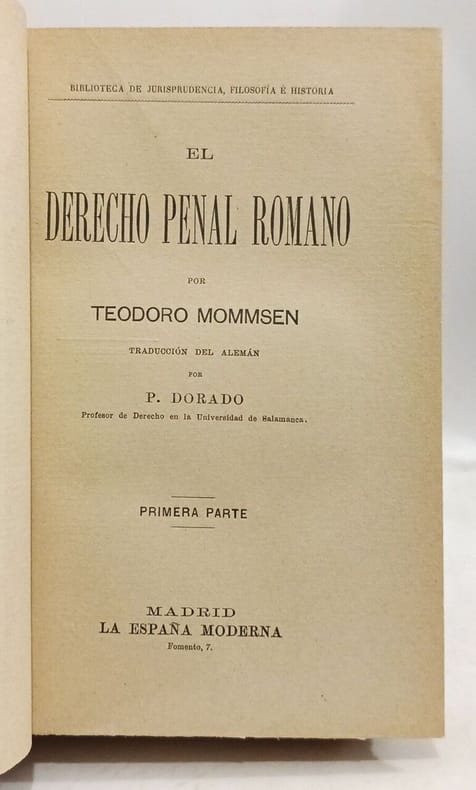 BIBLIOTECA DE JURISPRUDENCIA, FILOSOFÍA É HISTORIA
EL
DERECHO PENAL ROMANO
POR
TEODORO MOMMSEN
TRADUCCIÓN DEL ALEMÁN
POR
P. DORADO
Profesor de Derecho en la Universidad de Salamanca.
PRIMERA PARTE
MADRID
LA ESPAÑA MODERNA
Fomento, 7.